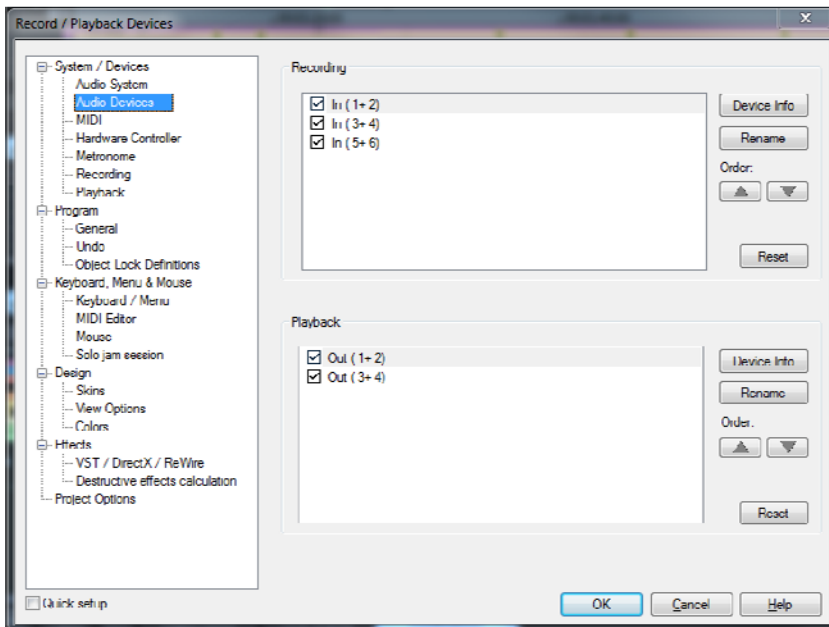 Record / Playback Devices
System / Devices
Audio System
Audio Devices
MIDI
Hardware Controller
Metronome
Recording
Playback
Program
General
Undo
Object Lock Definitions
Keyboard, Menu & Mouse
Keyboard / Menu
MIDI Editor
Mouse
Solo jam session
Design
Skins
View Options
Colors
Effects
VST / DirectX / ReWire
Destructive effects calculation
Project Options
Quick setup
Recording
In ( 1+ 2)
In ( 3+ 4)
In ( 5+ 6)
Device Info
Rename
Order:
Reset
Playback
Out ( 1+ 2)
Out ( 3+ 4)
Device Info
Rename
Order:
Reset
OK
Cancel
Help